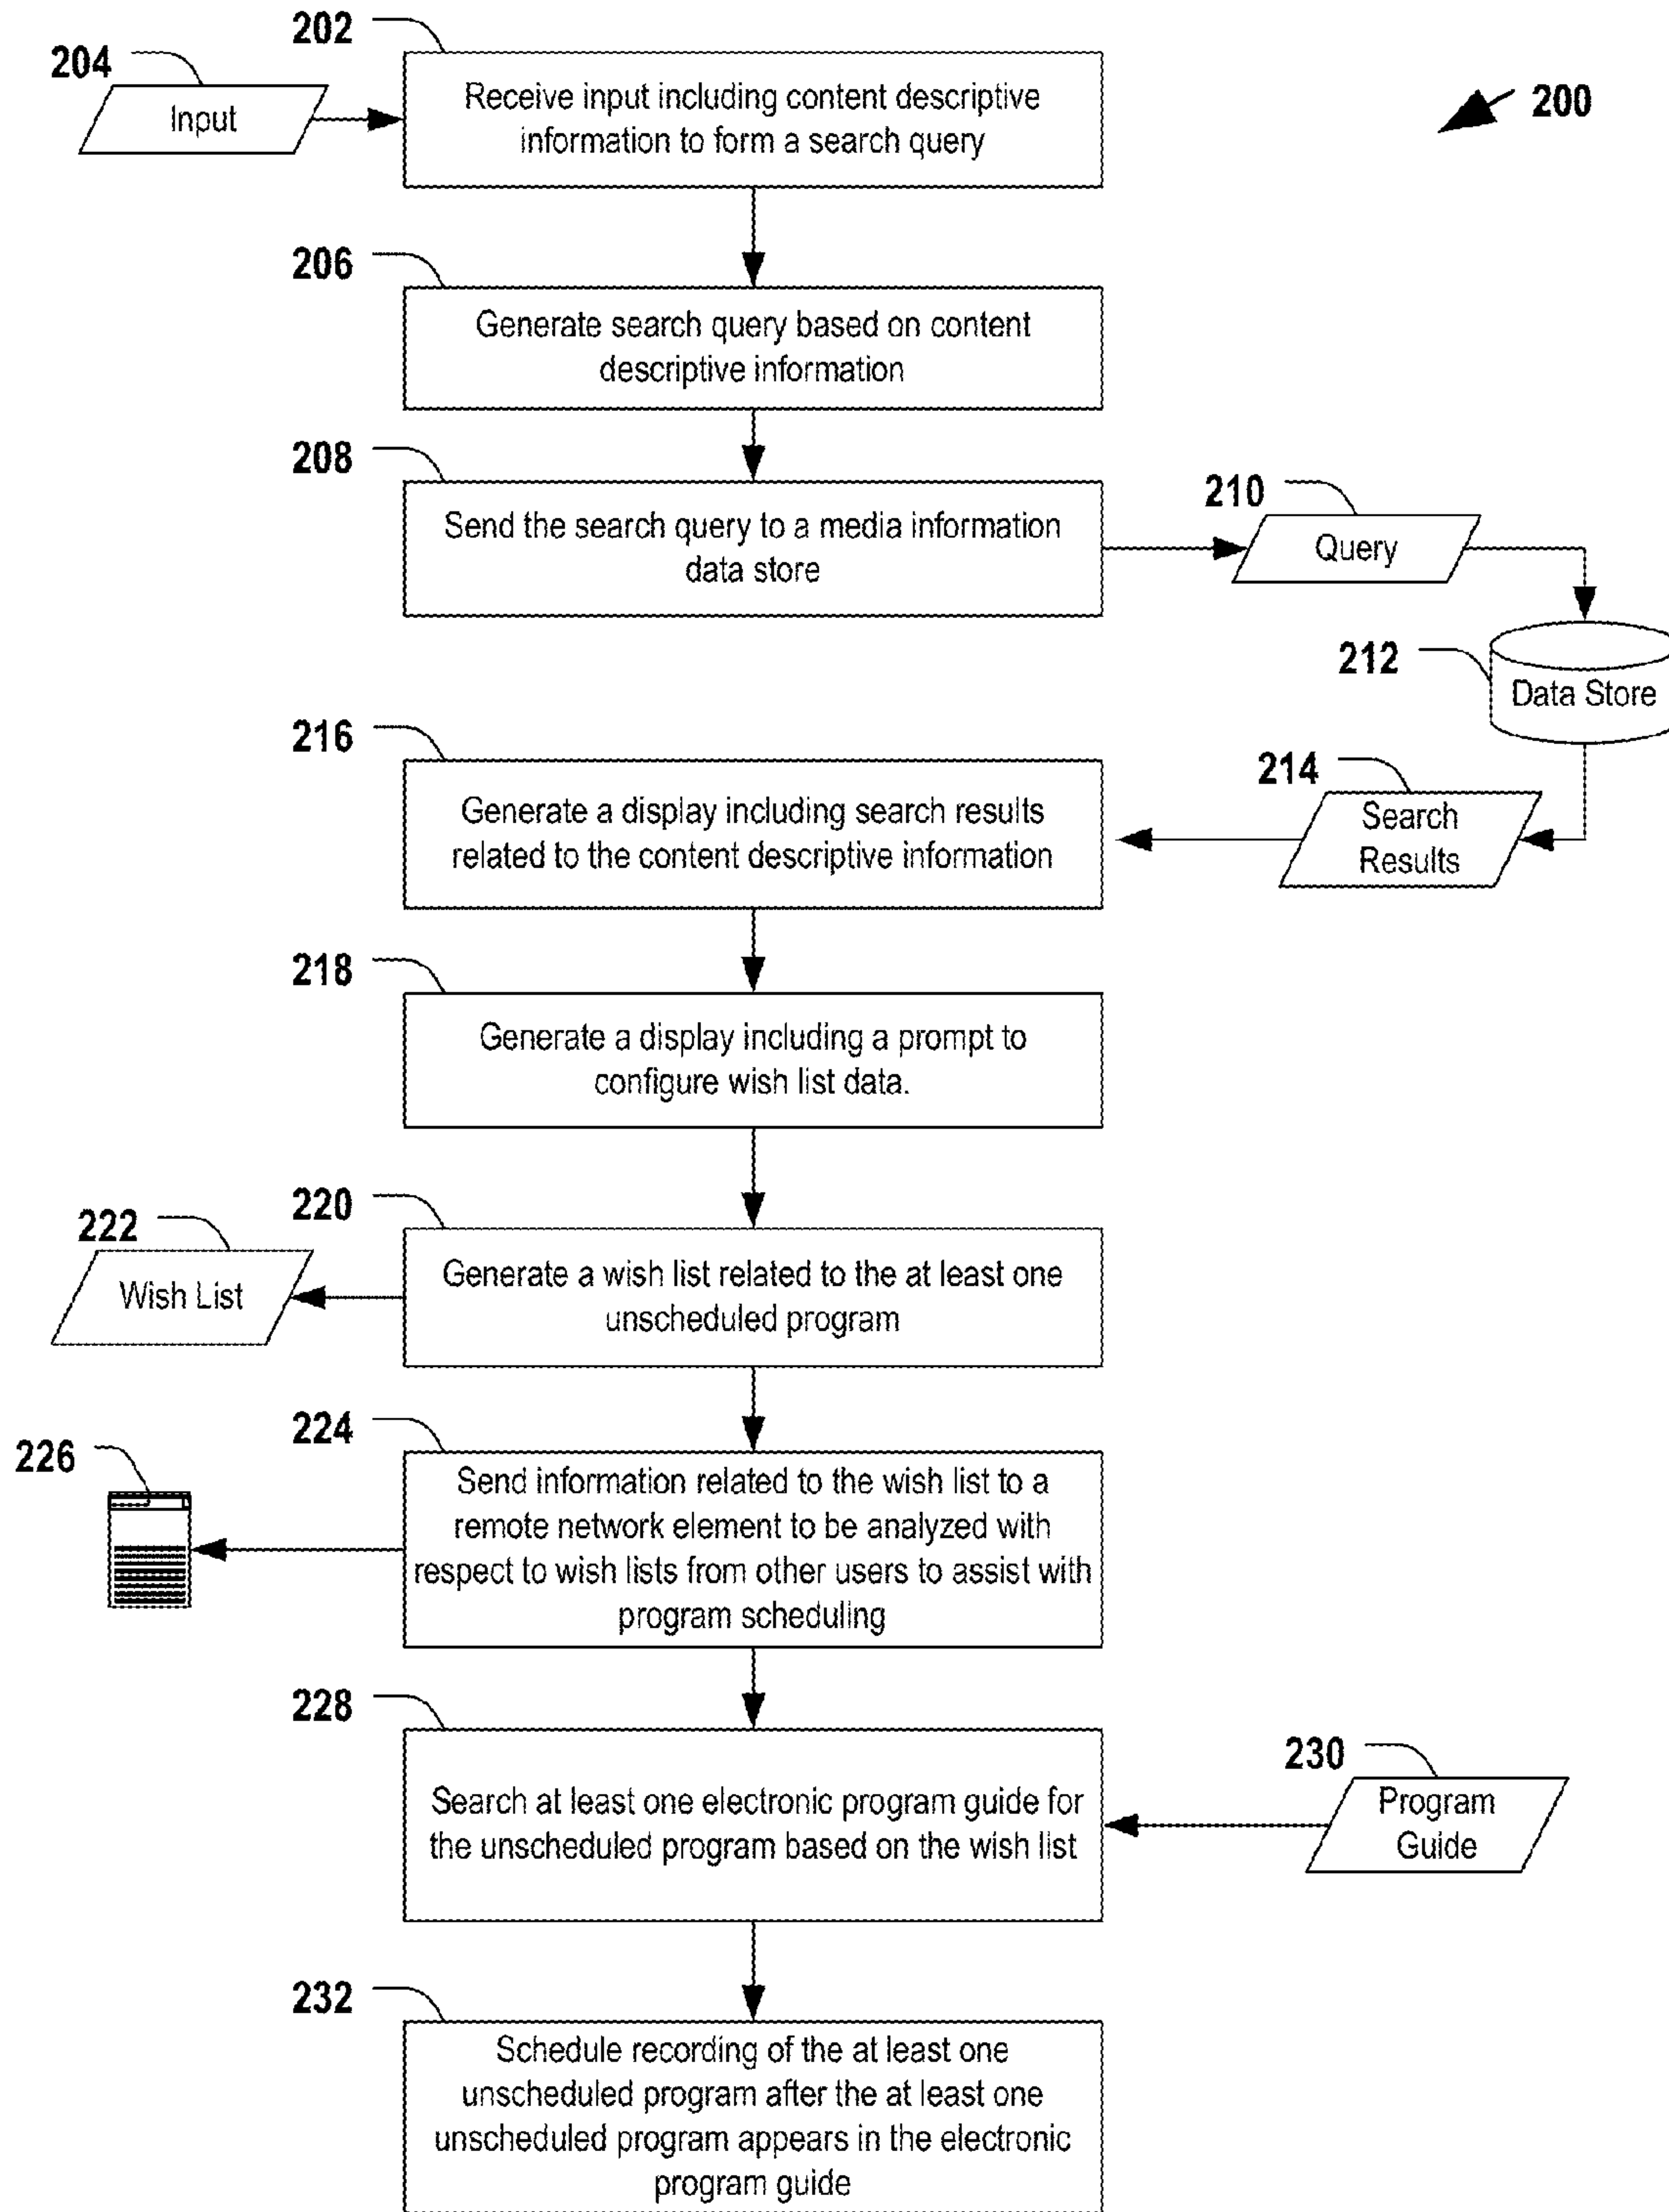 202
204
Input
Receive input including content descriptive
information to form a search query
200
206
Generate search query based on content
descriptive information
208
Send the search query to a media information
data store
210
Query
212
Data Store
216
Generate a display including search results
related to the content descriptive information
214
Search
Results
218
Generate a display including a prompt to
configure wish list data.
220
222
Wish List
Generate a wish list related to the at least one
unscheduled program
224
226
Send information related to the wish list to a
remote network element to be analyzed with
respect to wish lists from other users to assist with
program scheduling
228
Search at least one electronic program guide for
the unscheduled program based on the wish list
230
Program
Guide
232
Schedule recording of the at least one
unscheduled program after the at least one
unscheduled program appears in the electronic
program guide